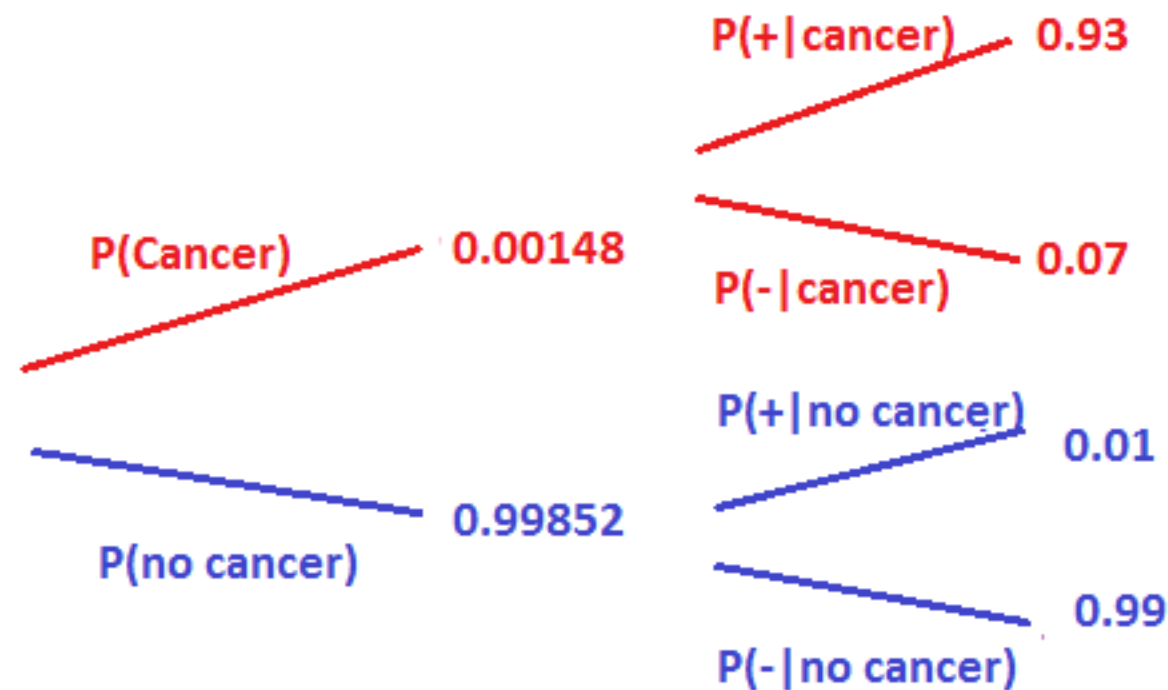 P(+|cancer) 0.93
P(Cancer) 0.00148
P(-|cancer) 0.07
P(+|no cancer) 0.01
P(no cancer) 0.99852
P(-|no cancer) 0.99